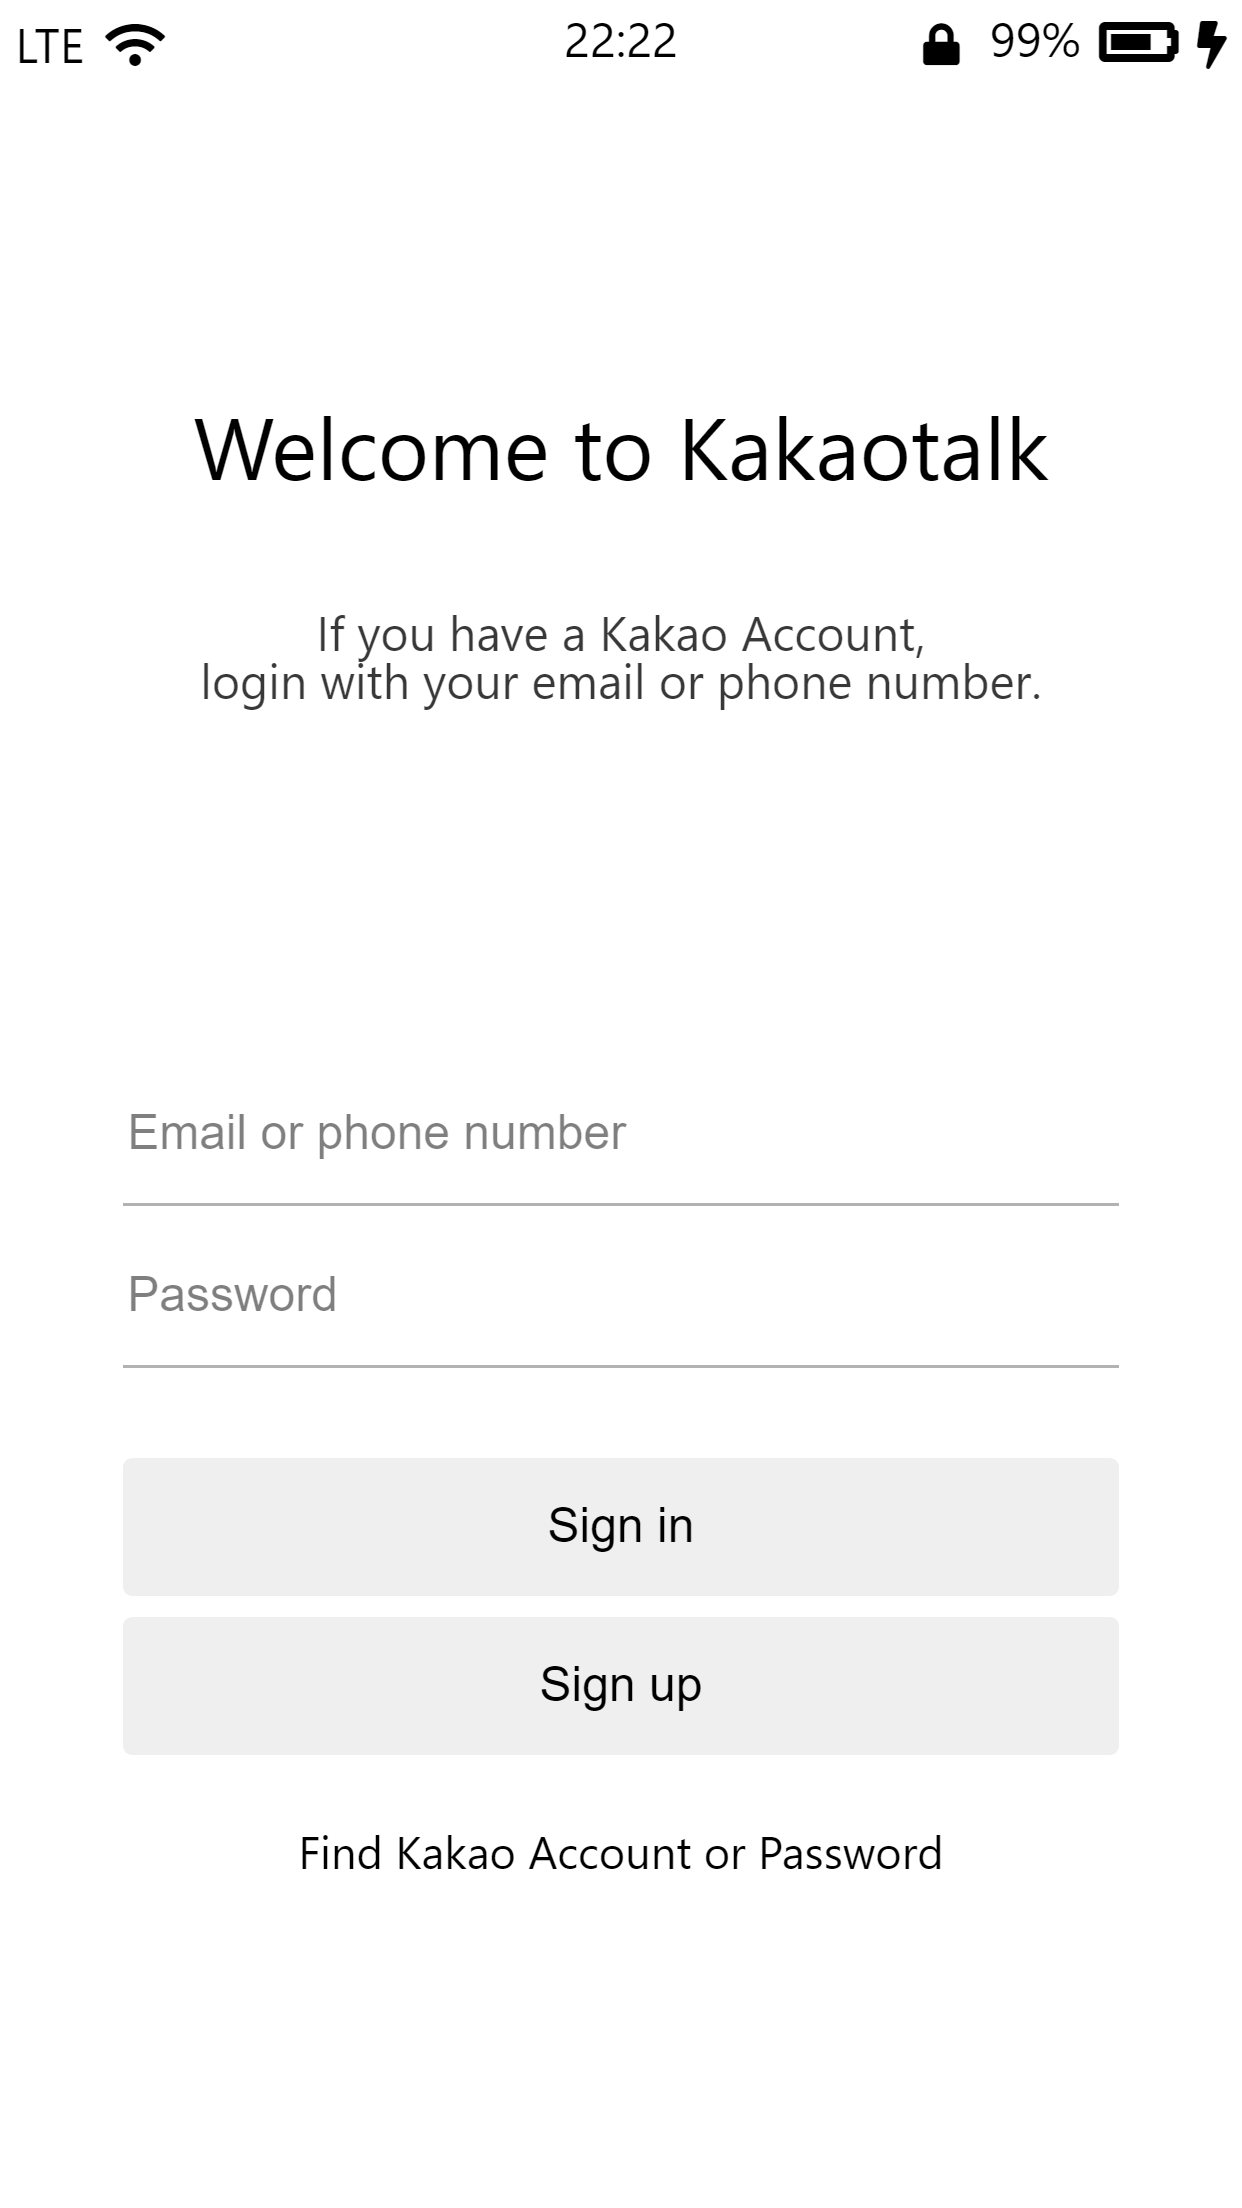 LTE 22:22 99%
Welcome to Kakaotalk
If you have a Kakao Account,
login with your email or phone number.
Email or phone number
Password
Sign in
Sign up
Find Kakao Account or Password